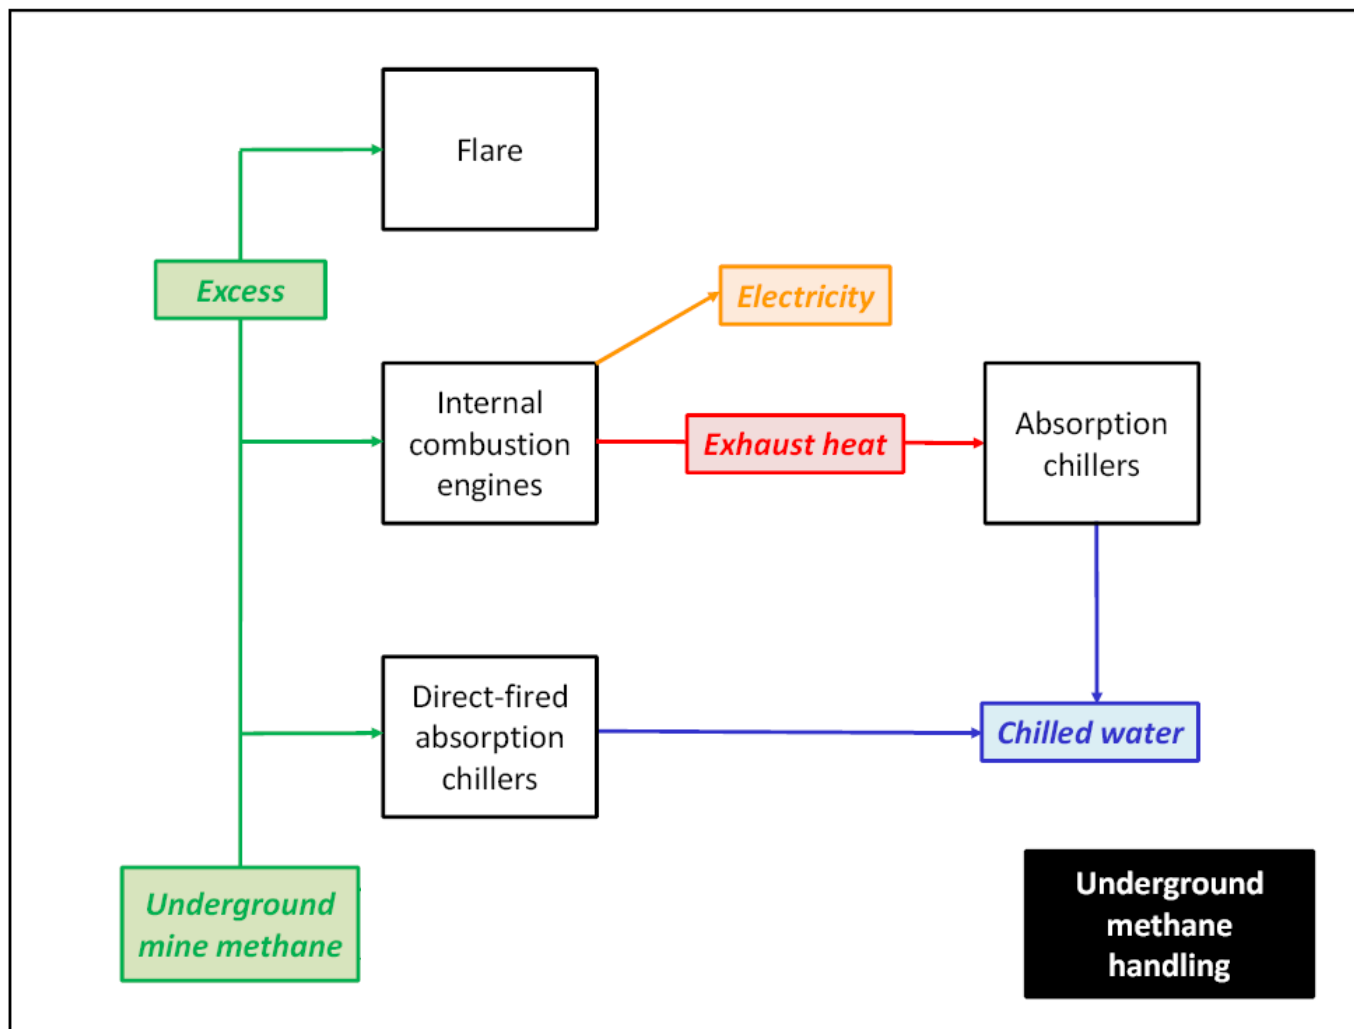 Flare
Excess
Electricity
Internal
combustion
engines
Exhaust heat
Absorption
chillers
Direct-fired
absorption
chillers
Chilled water
Underground
mine methane
Underground
methane
handling